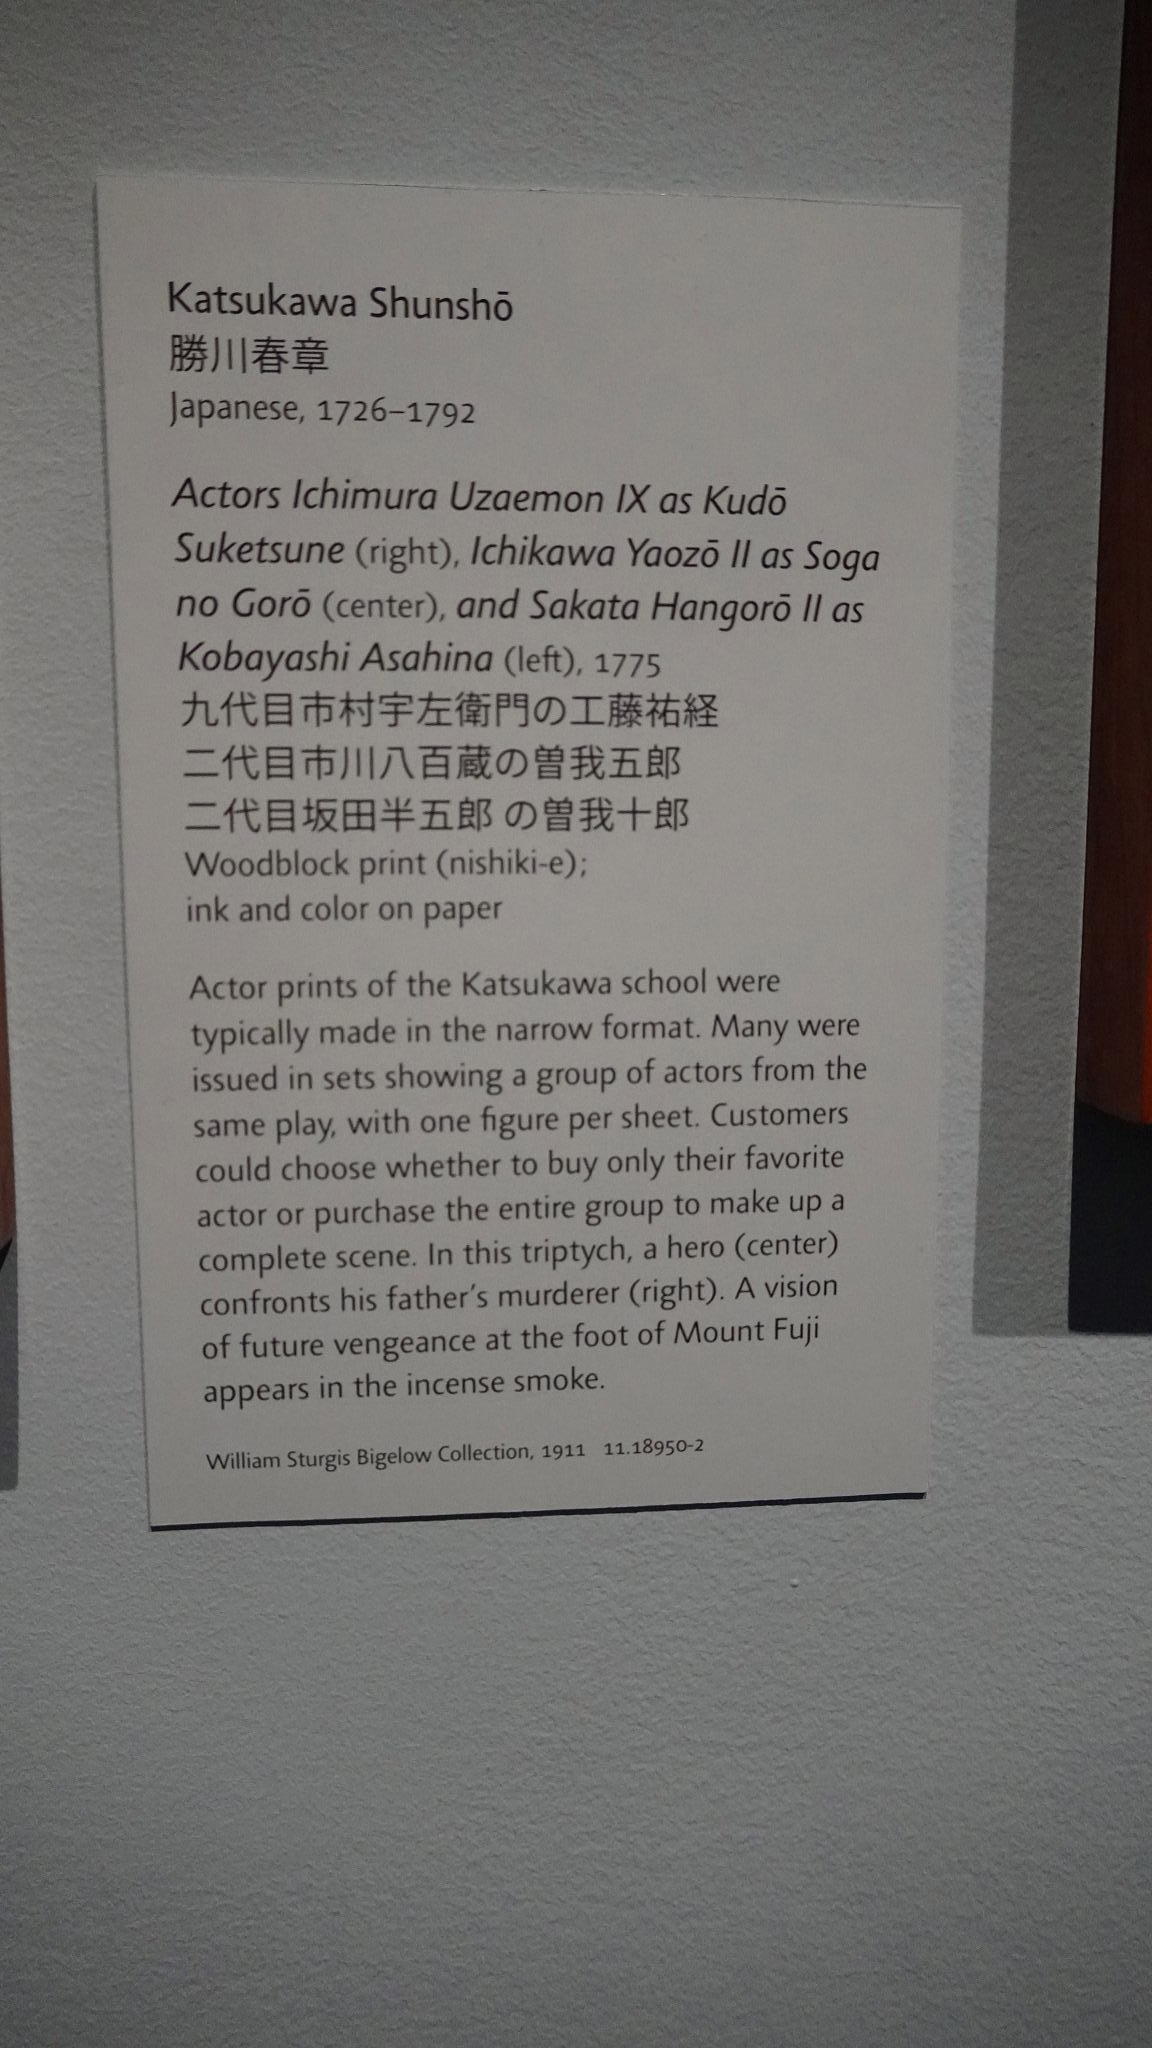 Katsukawa Shunshō
勝川春章
Japanese, 1726–1792
Actors Ichimura Uzaemon IX as Kudō
Suketsune (right), Ichikawa Yaozō II as Soga
no Gorō (center), and Sakata Hangorō II as
Kobayashi Asahina (left), 1775
九代目市村宇左衛門の工藤祐経
二代目市川八百蔵の曽我五郎
二代目坂田半五郎 の曽我十郎
Woodblock print (nishiki-e);
ink and color on paper
Actor prints of the Katsukawa school were
typically made in the narrow format. Many were
issued in sets showing a group of actors from the
same play, with one figure per sheet. Customers
could choose whether to buy only their favorite
actor or purchase the entire group to make up a
complete scene. In this triptych, a hero (center)
confronts his father’s murderer (right). A vision
of future vengeance at the foot of Mount Fuji
appears in the incense smoke.
William Sturgis Bigelow Collection, 1911 11.18950-2